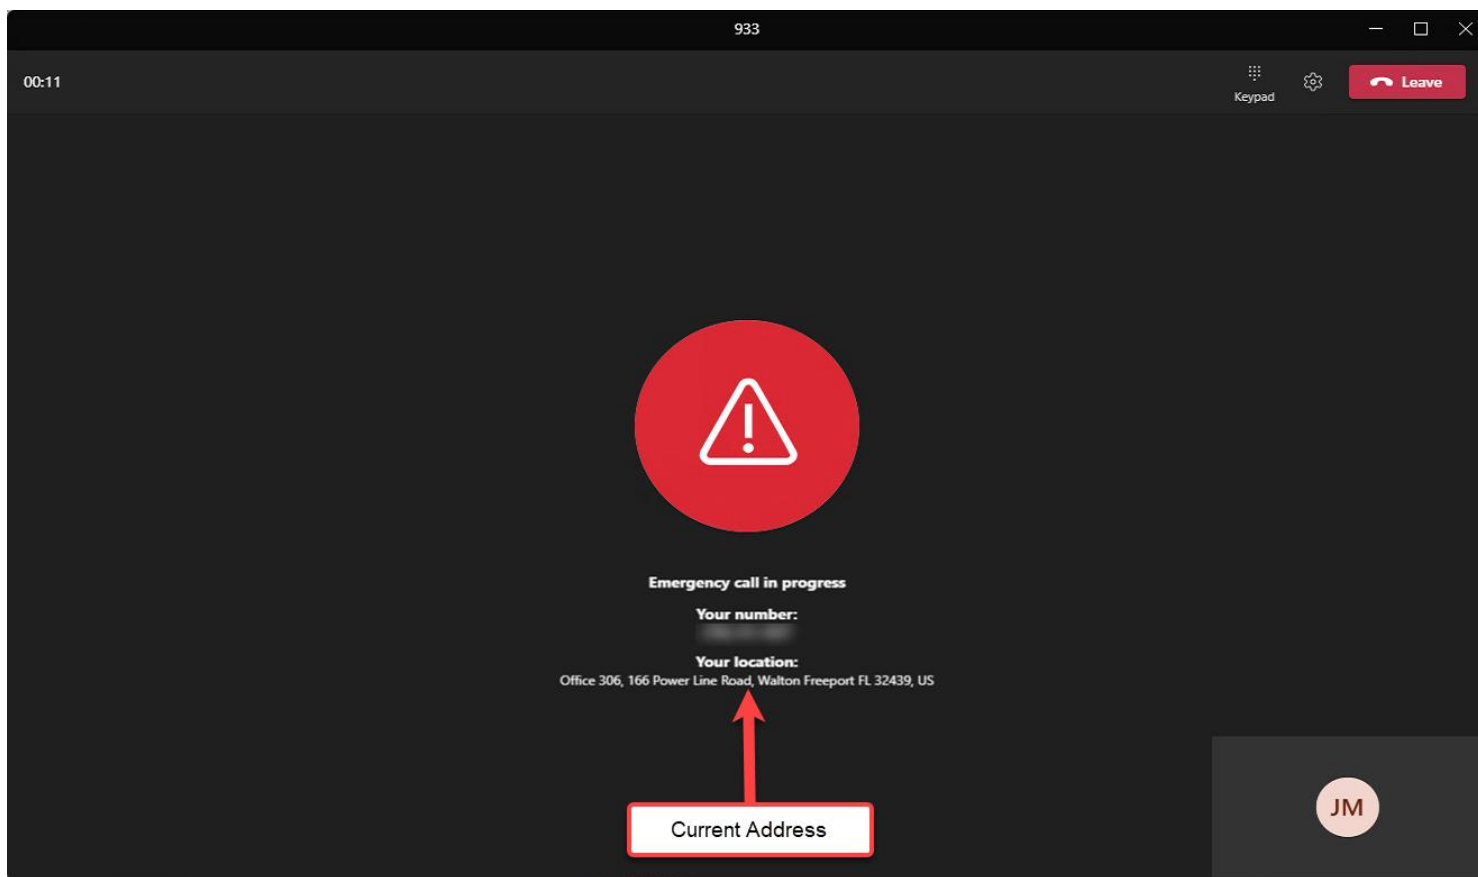 933
00:11
Keypad
Leave
Emergency call in progress
Your number:
Your location:
Office 306, 166 Power Line Road, Walton Freeport FL 32439, US
Current Address
JM